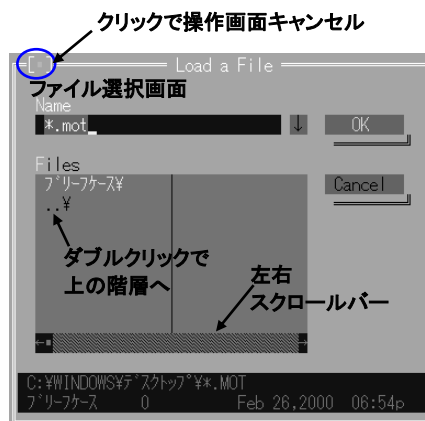 クリックで操作画面キャンセル
[▪] Load a File
ファイル選択画面
Name
*.mot ↓ OK
Files
ﾌﾞﾘｰﾌｹｰｽ¥
Cancel
..¥
ダブルクリックで
上の階層へ
左右
スクロールバー
C:¥WINDOWS¥ﾃﾞｽｸﾄｯﾌﾟ¥*.MOT
ﾌﾞﾘｰﾌｹｰｽ 0 Feb 26,2000 06:54p